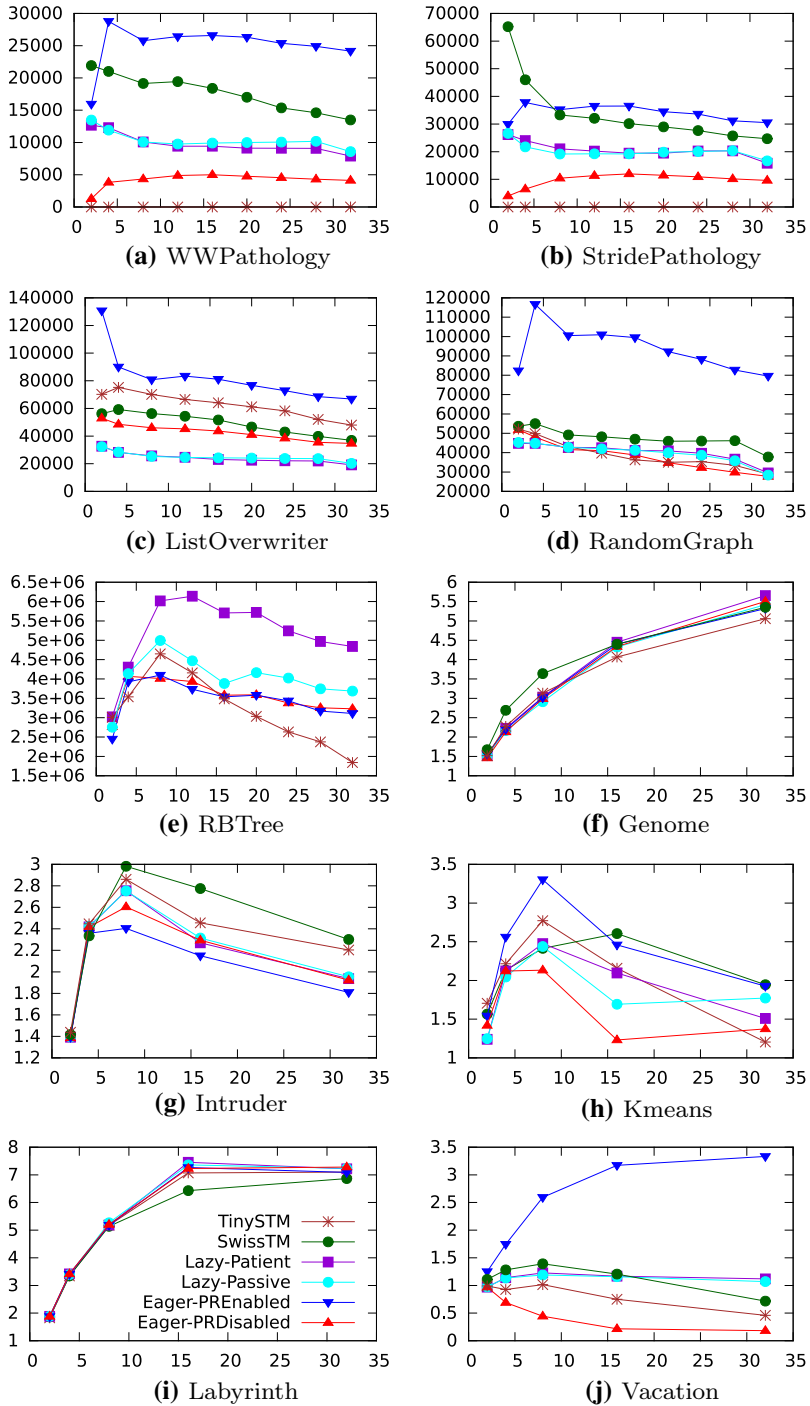 30000
25000
20000
15000
10000
5000
0
0 5 10 15 20 25 30 35
(a) WWPathology
70000
60000
50000
40000
30000
20000
10000
0
0 5 10 15 20 25 30 35
(b) StridePathology
140000
120000
100000
80000
60000
40000
20000
0
0 5 10 15 20 25 30 35
(c) ListOverwriter
120000
110000
100000
90000
80000
70000
60000
50000
40000
30000
20000
0 5 10 15 20 25 30 35
(d) RandomGraph
6.5e+06
6e+06
5.5e+06
5e+06
4.5e+06
4e+06
3.5e+06
3e+06
2.5e+06
2e+06
1.5e+06
0 5 10 15 20 25 30 35
(e) RBTree
6
5.5
5
4.5
4
3.5
3
2.5
2
1.5
1
0 5 10 15 20 25 30 35
(f) Genome
3
2.8
2.6
2.4
2.2
2
1.8
1.6
1.4
1.2
0 5 10 15 20 25 30 35
(g) Intruder
3.5
3
2.5
2
1.5
1
0 5 10 15 20 25 30 35
(h) Kmeans
8
7
6
5
4
3
2
1
TinySTM
SwissTM
Lazy-Patient
Lazy-Passive
Eager-PREnabled
Eager-PRDisabled
0 5 10 15 20 25 30 35
(i) Labyrinth
3.5
3
2.5
2
1.5
1
0.5
0
0 5 10 15 20 25 30 35
(j) Vacation